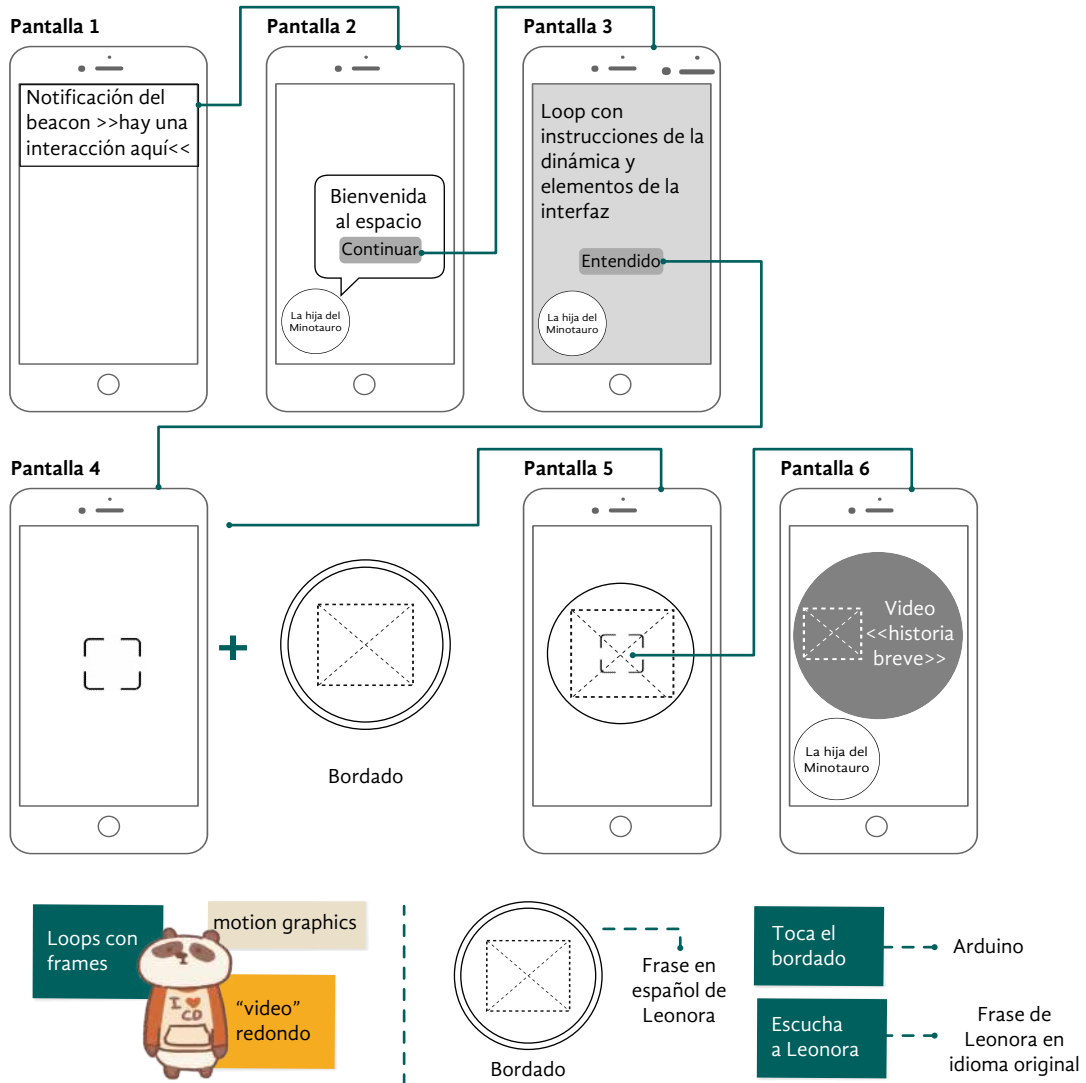 Pantalla 1
Pantalla 2
Pantalla 3
Notificación del
beacon >>hay una
interacción aquí<<
Bienvenida
al espacio
Continuar
La hija del
Minotauro
Loop con
instrucciones de la
dinámica y
elementos de la
interfaz
Entendido
La hija del
Minotauro
Pantalla 4
Pantalla 5
Pantalla 6
+
Bordado
Video
<<historia
breve>>
La hija del
Minotauro
Loops con
frames
motion graphics
"video"
redondo
I ♥
CD
Bordado
Frase en
español de
Leonora
Toca el
bordado
Arduino
Escucha
a Leonora
Frase de
Leonora en
idioma original